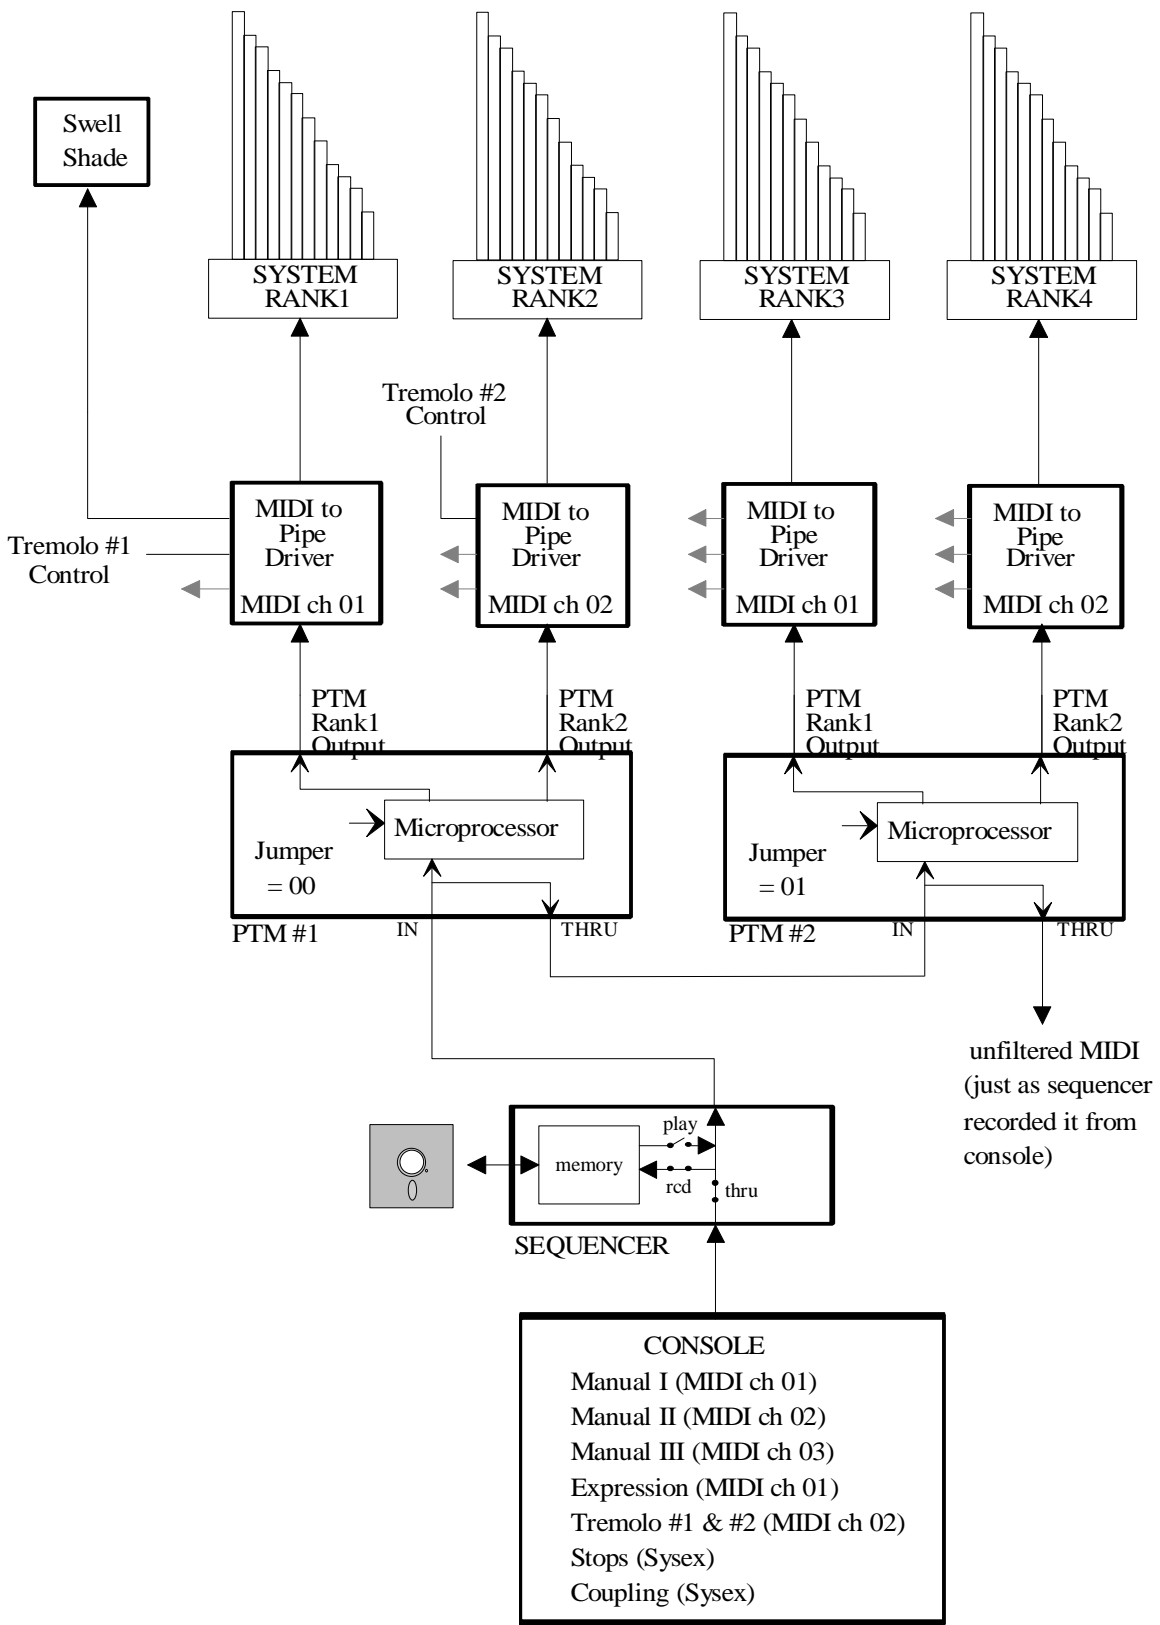 Swell
Shade
SYSTEM
RANK1
SYSTEM
RANK2
SYSTEM
RANK3
SYSTEM
RANK4
Tremolo #2
Control
Tremolo #1
Control
MIDI to
Pipe
Driver
MIDI ch 01
MIDI to
Pipe
Driver
MIDI ch 02
MIDI to
Pipe
Driver
MIDI ch 01
MIDI to
Pipe
Driver
MIDI ch 02
PTM
Rank1
Output
PTM
Rank2
Output
PTM
Rank1
Output
PTM
Rank2
Output
Microprocessor
Jumper
= 00
PTM #1
IN
THRU
Microprocessor
Jumper
= 01
PTM #2
IN
THRU
unfiltered MIDI
(just as sequencer
recorded it from
console)
play
memory
rcd
thru
SEQUENCER
CONSOLE
Manual I (MIDI ch 01)
Manual II (MIDI ch 02)
Manual III (MIDI ch 03)
Expression (MIDI ch 01)
Tremolo #1 & #2 (MIDI ch 02)
Stops (Sysex)
Coupling (Sysex)